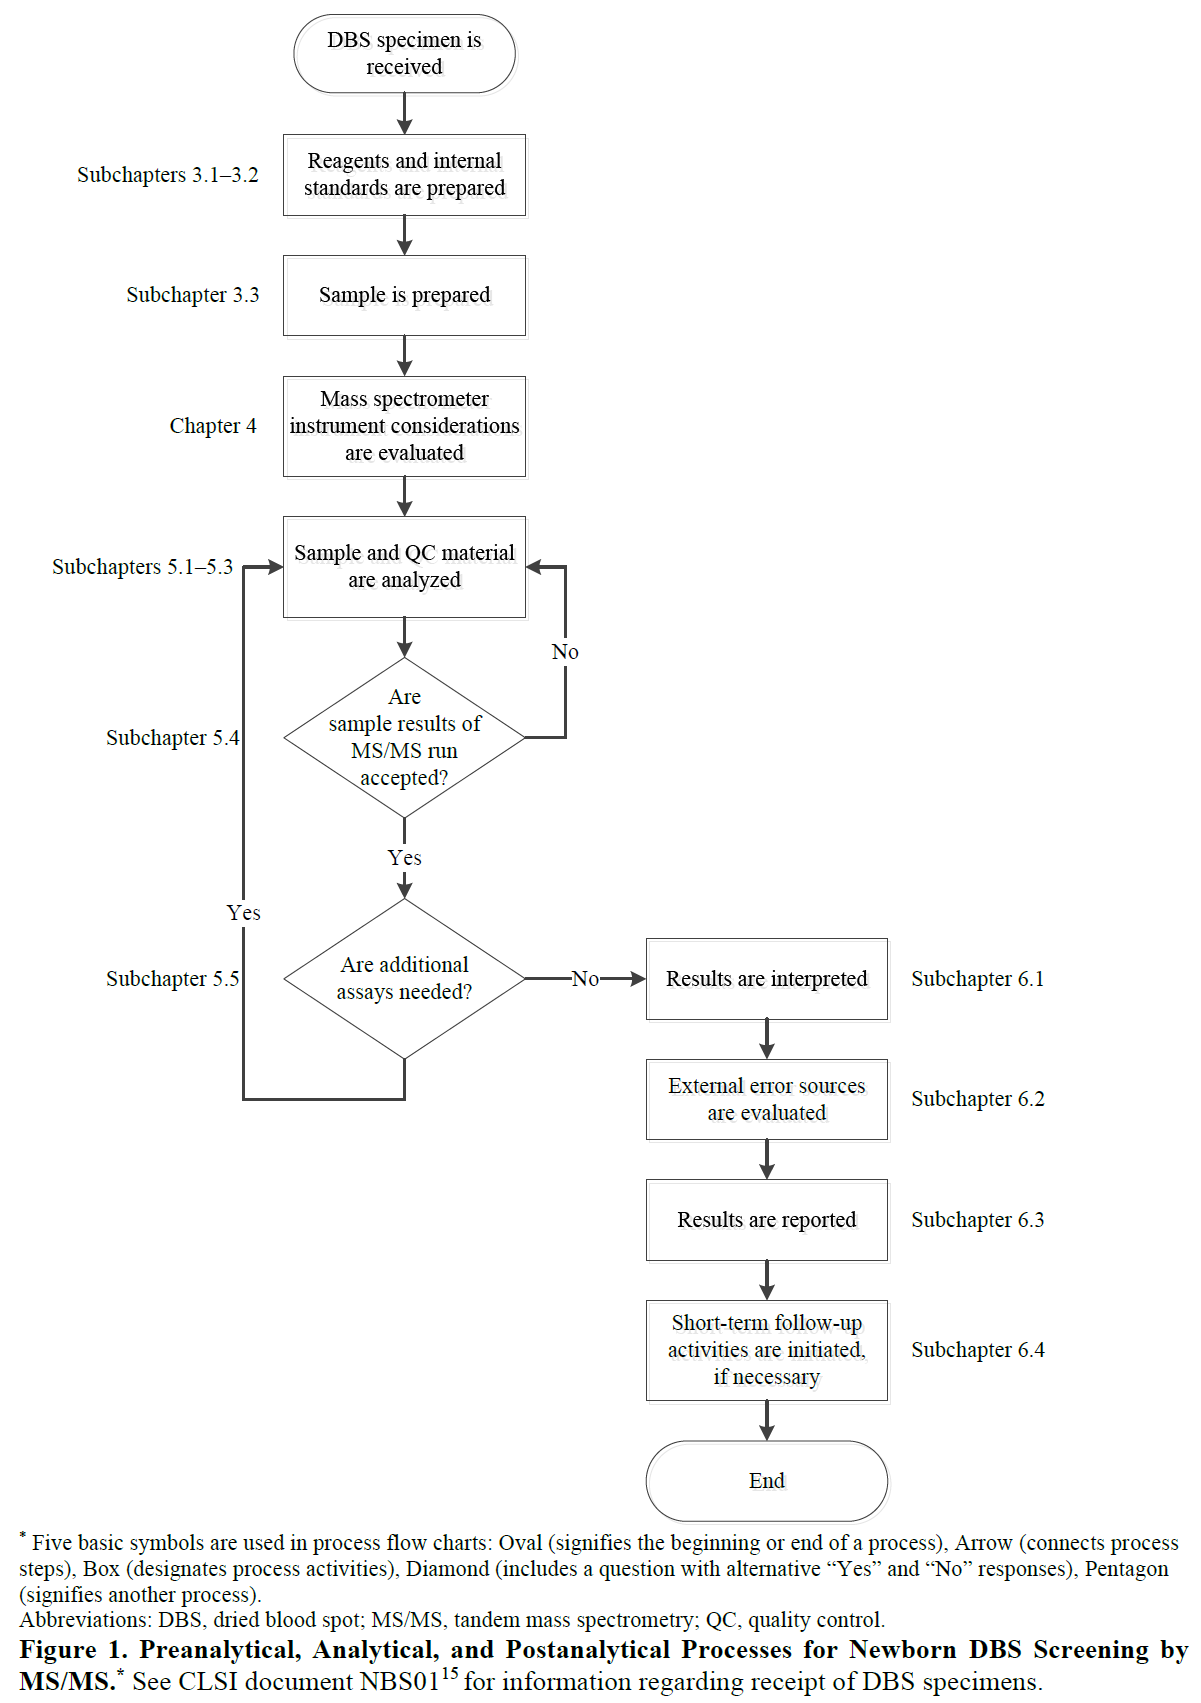 DBS specimen is
received
Subchapters 3.1–3.2
Reagents and internal
standards are prepared
Subchapter 3.3
Sample is prepared
Chapter 4
Mass spectrometer
instrument considerations
are evaluated
Subchapters 5.1–5.3
Sample and QC material
are analyzed
No
Subchapter 5.4
Are
sample results of
MS/MS run
accepted?
Yes
Yes
Subchapter 5.5
Are additional
assays needed?
No
Results are interpreted
Subchapter 6.1
External error sources
are evaluated
Subchapter 6.2
Results are reported
Subchapter 6.3
Short-term follow-up
activities are initiated,
if necessary
Subchapter 6.4
End
* Five basic symbols are used in process flow charts: Oval (signifies the beginning or end of a process), Arrow (connects process
steps), Box (designates process activities), Diamond (includes a question with alternative “Yes” and “No” responses), Pentagon
(signifies another process).
Abbreviations: DBS, dried blood spot; MS/MS, tandem mass spectrometry; QC, quality control.
Figure 1. Preanalytical, Analytical, and Postanalytical Processes for Newborn DBS Screening by
MS/MS.* See CLSI document NBS0115 for information regarding receipt of DBS specimens.